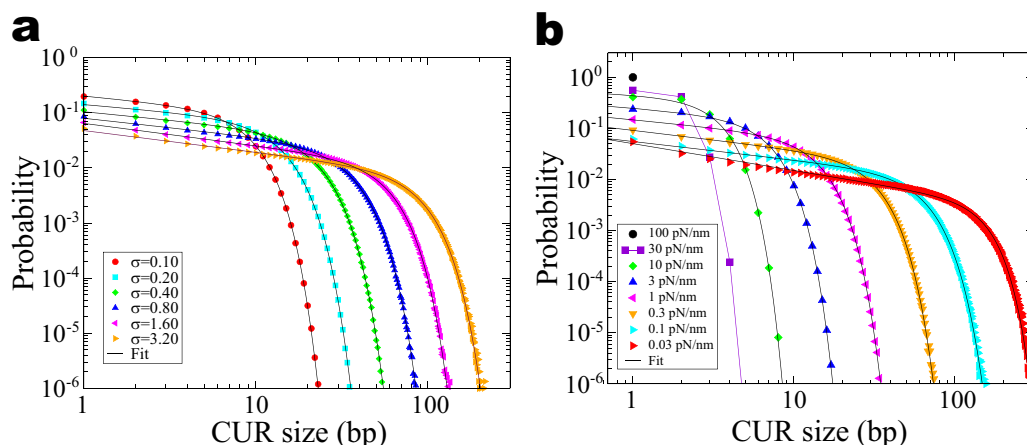 a
Probability
10^0
10^-1
10^-2
10^-3
10^-4
10^-5
10^-6
σ=0.10
σ=0.20
σ=0.40
σ=0.80
σ=1.60
σ=3.20
Fit
1 10 100
CUR size (bp)
b
Probability
10^0
10^-1
10^-2
10^-3
10^-4
10^-5
10^-6
100 pN/nm
30 pN/nm
10 pN/nm
3 pN/nm
1 pN/nm
0.3 pN/nm
0.1 pN/nm
0.03 pN/nm
Fit
1 10 100
CUR size (bp)